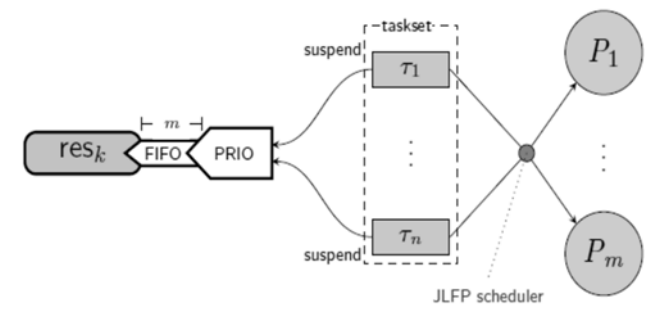 taskset
suspend
τ₁
P₁
m
resₖ
FIFO
PRIO
⋮
⋮
τₙ
suspend
Pₘ
JLFP scheduler